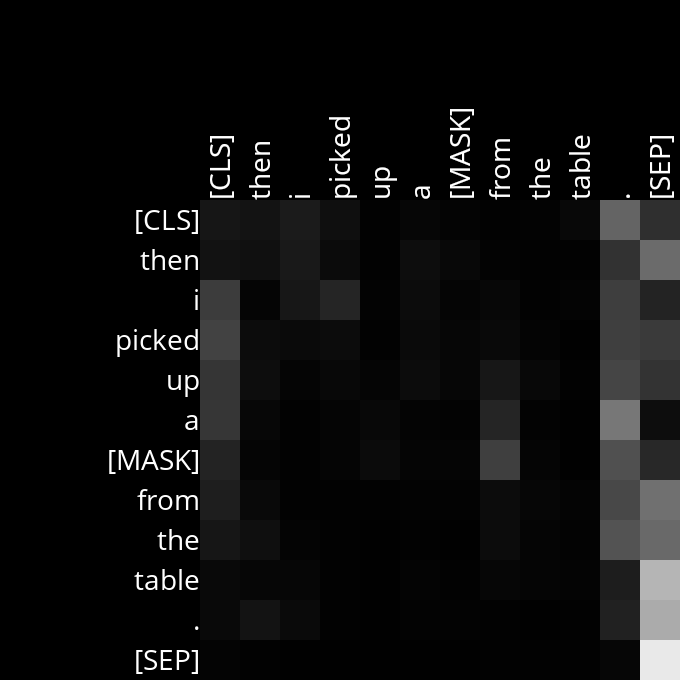 [CLS] then i picked up a [MASK] from the table . [SEP]
[CLS]
then
i
picked
up
a
[MASK]
from
the
table
.
[SEP]